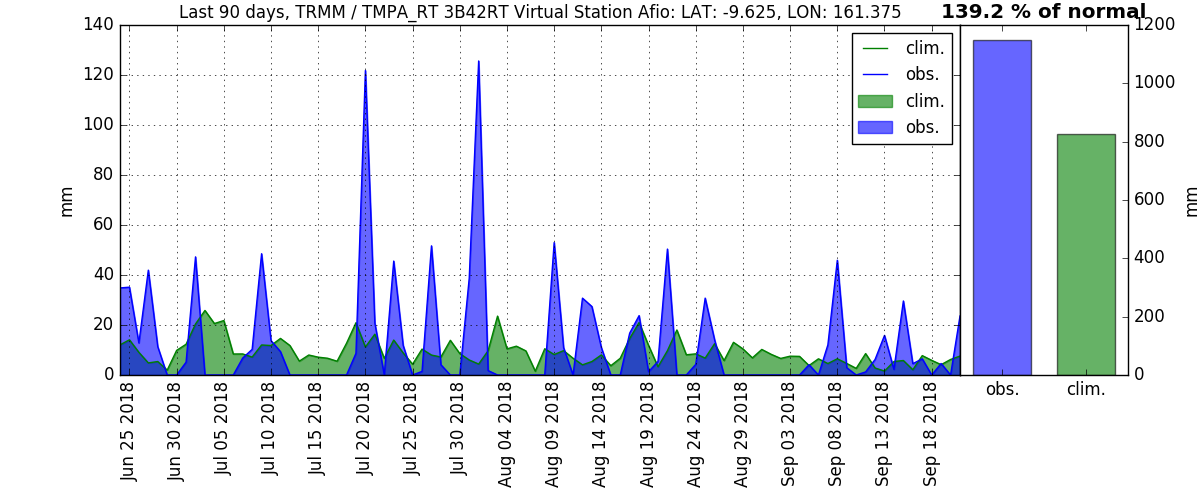 Last 90 days, TRMM / TMPA_RT 3B42RT Virtual Station Afio: LAT: -9.625, LON: 161.375
139.2 % of normal
140
120
100
80
60
40
20
0
mm
clim.
obs.
clim.
obs.
Jun 25 2018
Jun 30 2018
Jul 05 2018
Jul 10 2018
Jul 15 2018
Jul 20 2018
Jul 25 2018
Jul 30 2018
Aug 04 2018
Aug 09 2018
Aug 14 2018
Aug 19 2018
Aug 24 2018
Aug 29 2018
Sep 03 2018
Sep 08 2018
Sep 13 2018
Sep 18 2018
1200
1000
800
600
400
200
0
mm
obs.
clim.